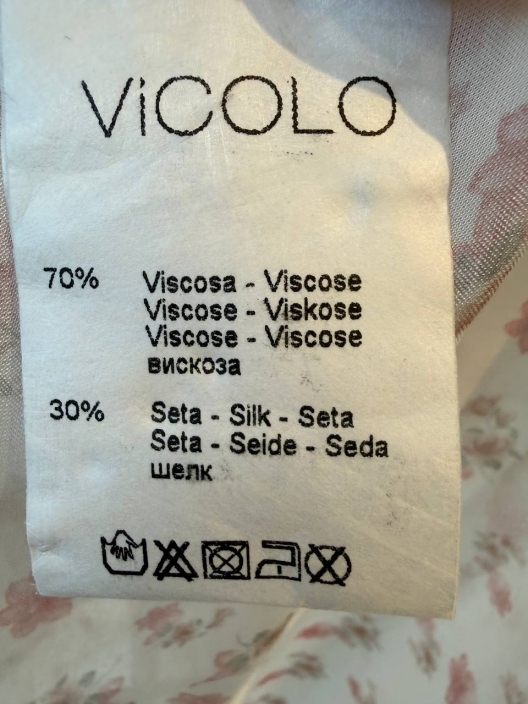 ViCOLO
70% Viscosa - Viscose
Viscose - Viskose
Viscose - Viscose
вискоза
30% Seta - Silk - Seta
Seta - Seide - Seda
шелк